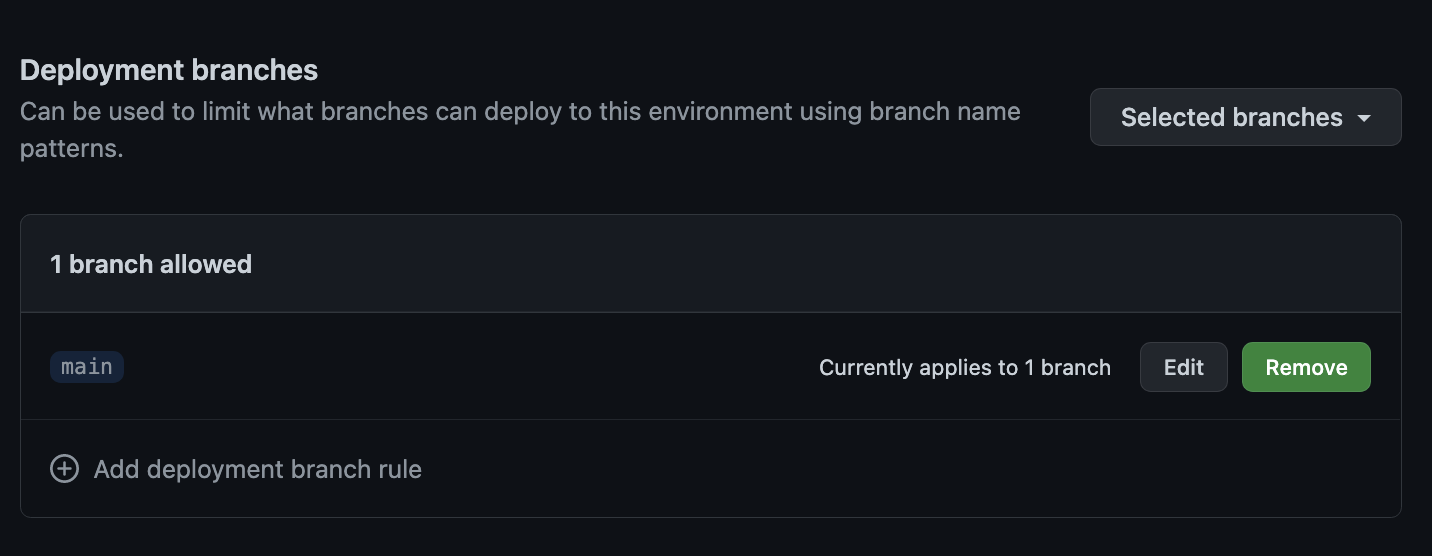 Deployment branches
Can be used to limit what branches can deploy to this environment using branch name
patterns.
Selected branches
1 branch allowed
main
Currently applies to 1 branch
Edit
Remove
Add deployment branch rule